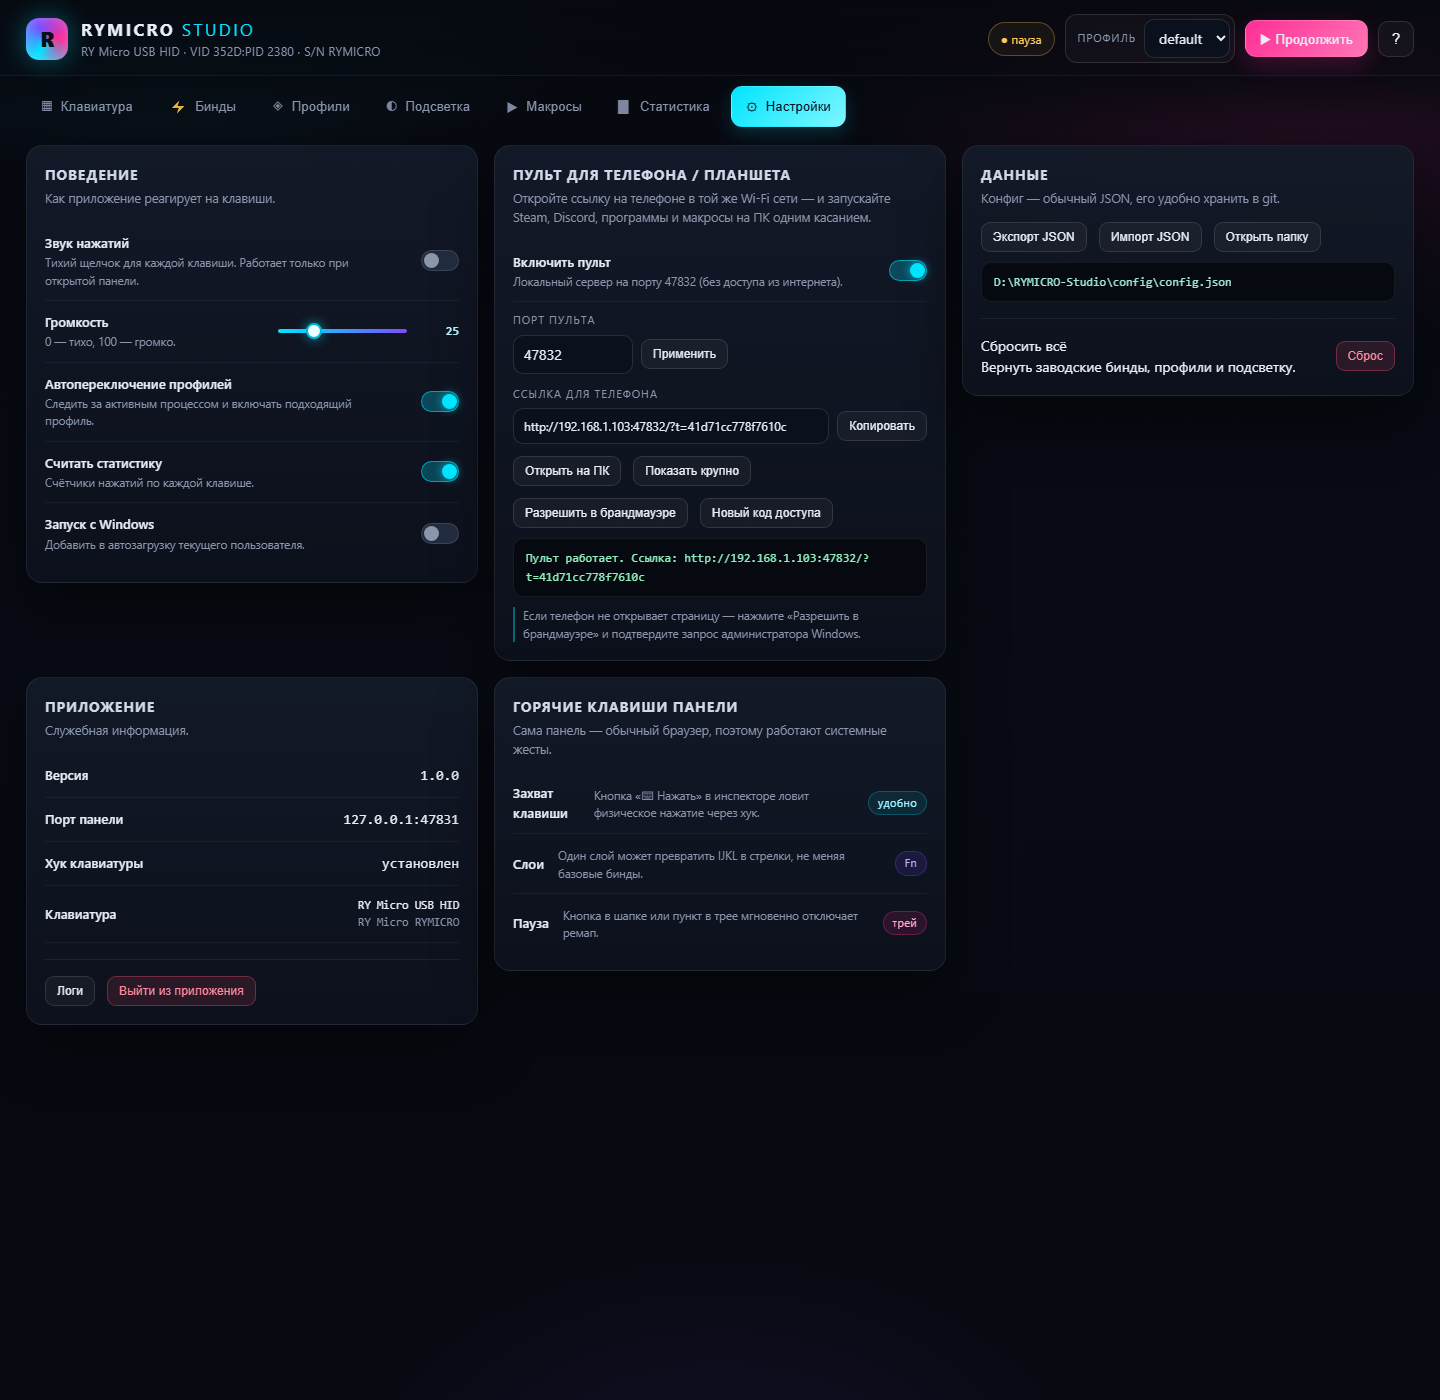 R
RYMICRO STUDIO
RY Micro USB HID · VID 352D:PID 2380 · S/N RYMICRO
● пауза
ПРОФИЛЬ
default
▶ Продолжить
?
Клавиатура
Бинды
Профили
Подсветка
Макросы
Статистика
Настройки
ПОВЕДЕНИЕ
Как приложение реагирует на клавиши.
Звук нажатий
Тихий щелчок для каждой клавиши. Работает только при
открытой панели.
Громкость
0 — тихо, 100 — громко.
25
Автопереключение профилей
Следить за активным процессом и включать подходящий
профиль.
Считать статистику
Счётчики нажатий по каждой клавише.
Запуск с Windows
Добавить в автозагрузку текущего пользователя.
ПУЛЬТ ДЛЯ ТЕЛЕФОНА / ПЛАНШЕТА
Откройте ссылку на телефоне в той же Wi-Fi сети — и запускайте
Steam, Discord, программы и макросы на ПК одним касанием.
Включить пульт
Локальный сервер на порту 47832 (без доступа из интернета).
ПОРТ ПУЛЬТА
47832
Применить
ССЫЛКА ДЛЯ ТЕЛЕФОНА
http://192.168.1.103:47832/?t=41d71cc778f7610c
Копировать
Открыть на ПК
Показать крупно
Разрешить в брандмауэре
Новый код доступа
Пульт работает. Ссылка: http://192.168.1.103:47832/?
t=41d71cc778f7610c
Если телефон не открывает страницу — нажмите «Разрешить в
брандмауэре» и подтвердите запрос администратора Windows.
ДАННЫЕ
Конфиг — обычный JSON, его удобно хранить в git.
Экспорт JSON
Импорт JSON
Открыть папку
D:\RYMICRO-Studio\config\config.json
Сбросить всё
Вернуть заводские бинды, профили и подсветку.
Сброс
ПРИЛОЖЕНИЕ
Служебная информация.
Версия
1.0.0
Порт панели
127.0.0.1:47831
Хук клавиатуры
установлен
Клавиатура
RY Micro USB HID
RY Micro RYMICRO
Логи
Выйти из приложения
ГОРЯЧИЕ КЛАВИШИ ПАНЕЛИ
Сама панель — обычный браузер, поэтому работают системные
жесты.
Захват
клавиши
Кнопка «⌨ Нажать» в инспекторе ловит
физическое нажатие через хук.
удобно
Слои
Один слой может превратить IJKL в стрелки, не меняя
базовые бинды.
Fn
Пауза
Кнопка в шапке или пункт в трее мгновенно отключает
ремап.
трей